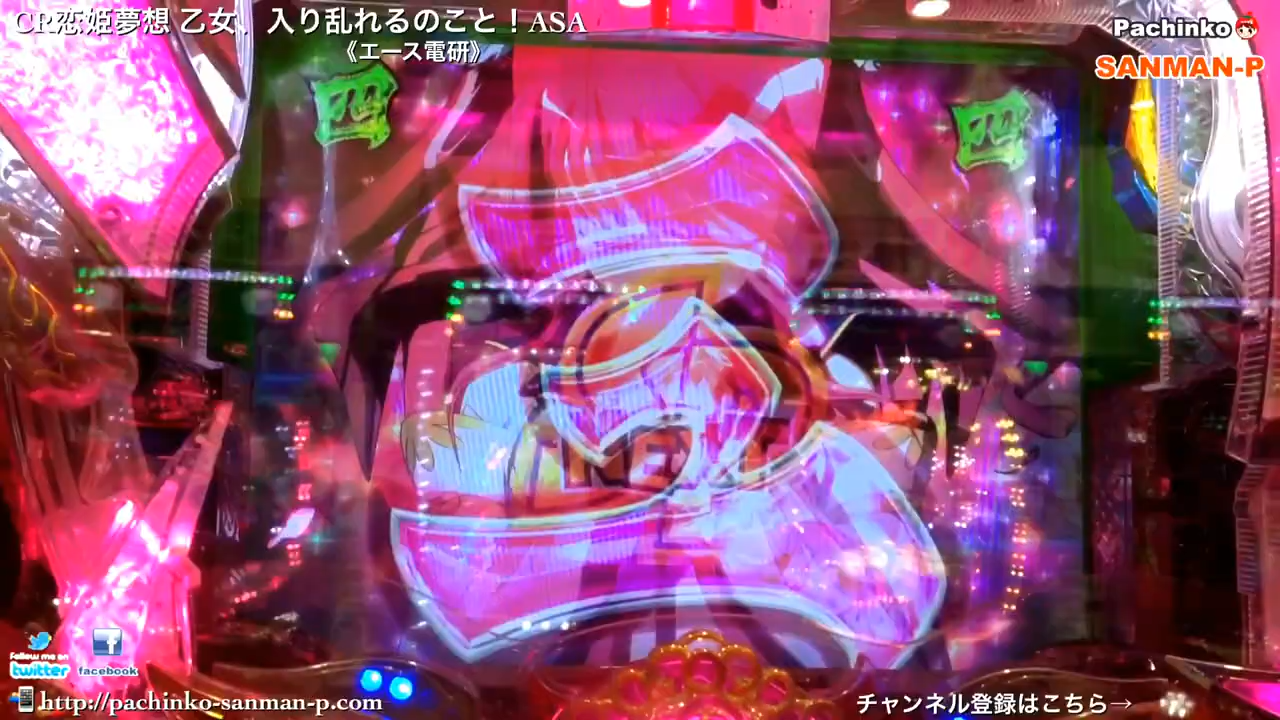 CR恋姫夢想 乙女、入り乱れるのこと！ASA
《エース電研》
Pachinko
SANMAN-P
四
四
三
NEXT
Follow me on
twitter
facebook
http://pachinko-sanman-p.com
チャンネル登録はこちら→